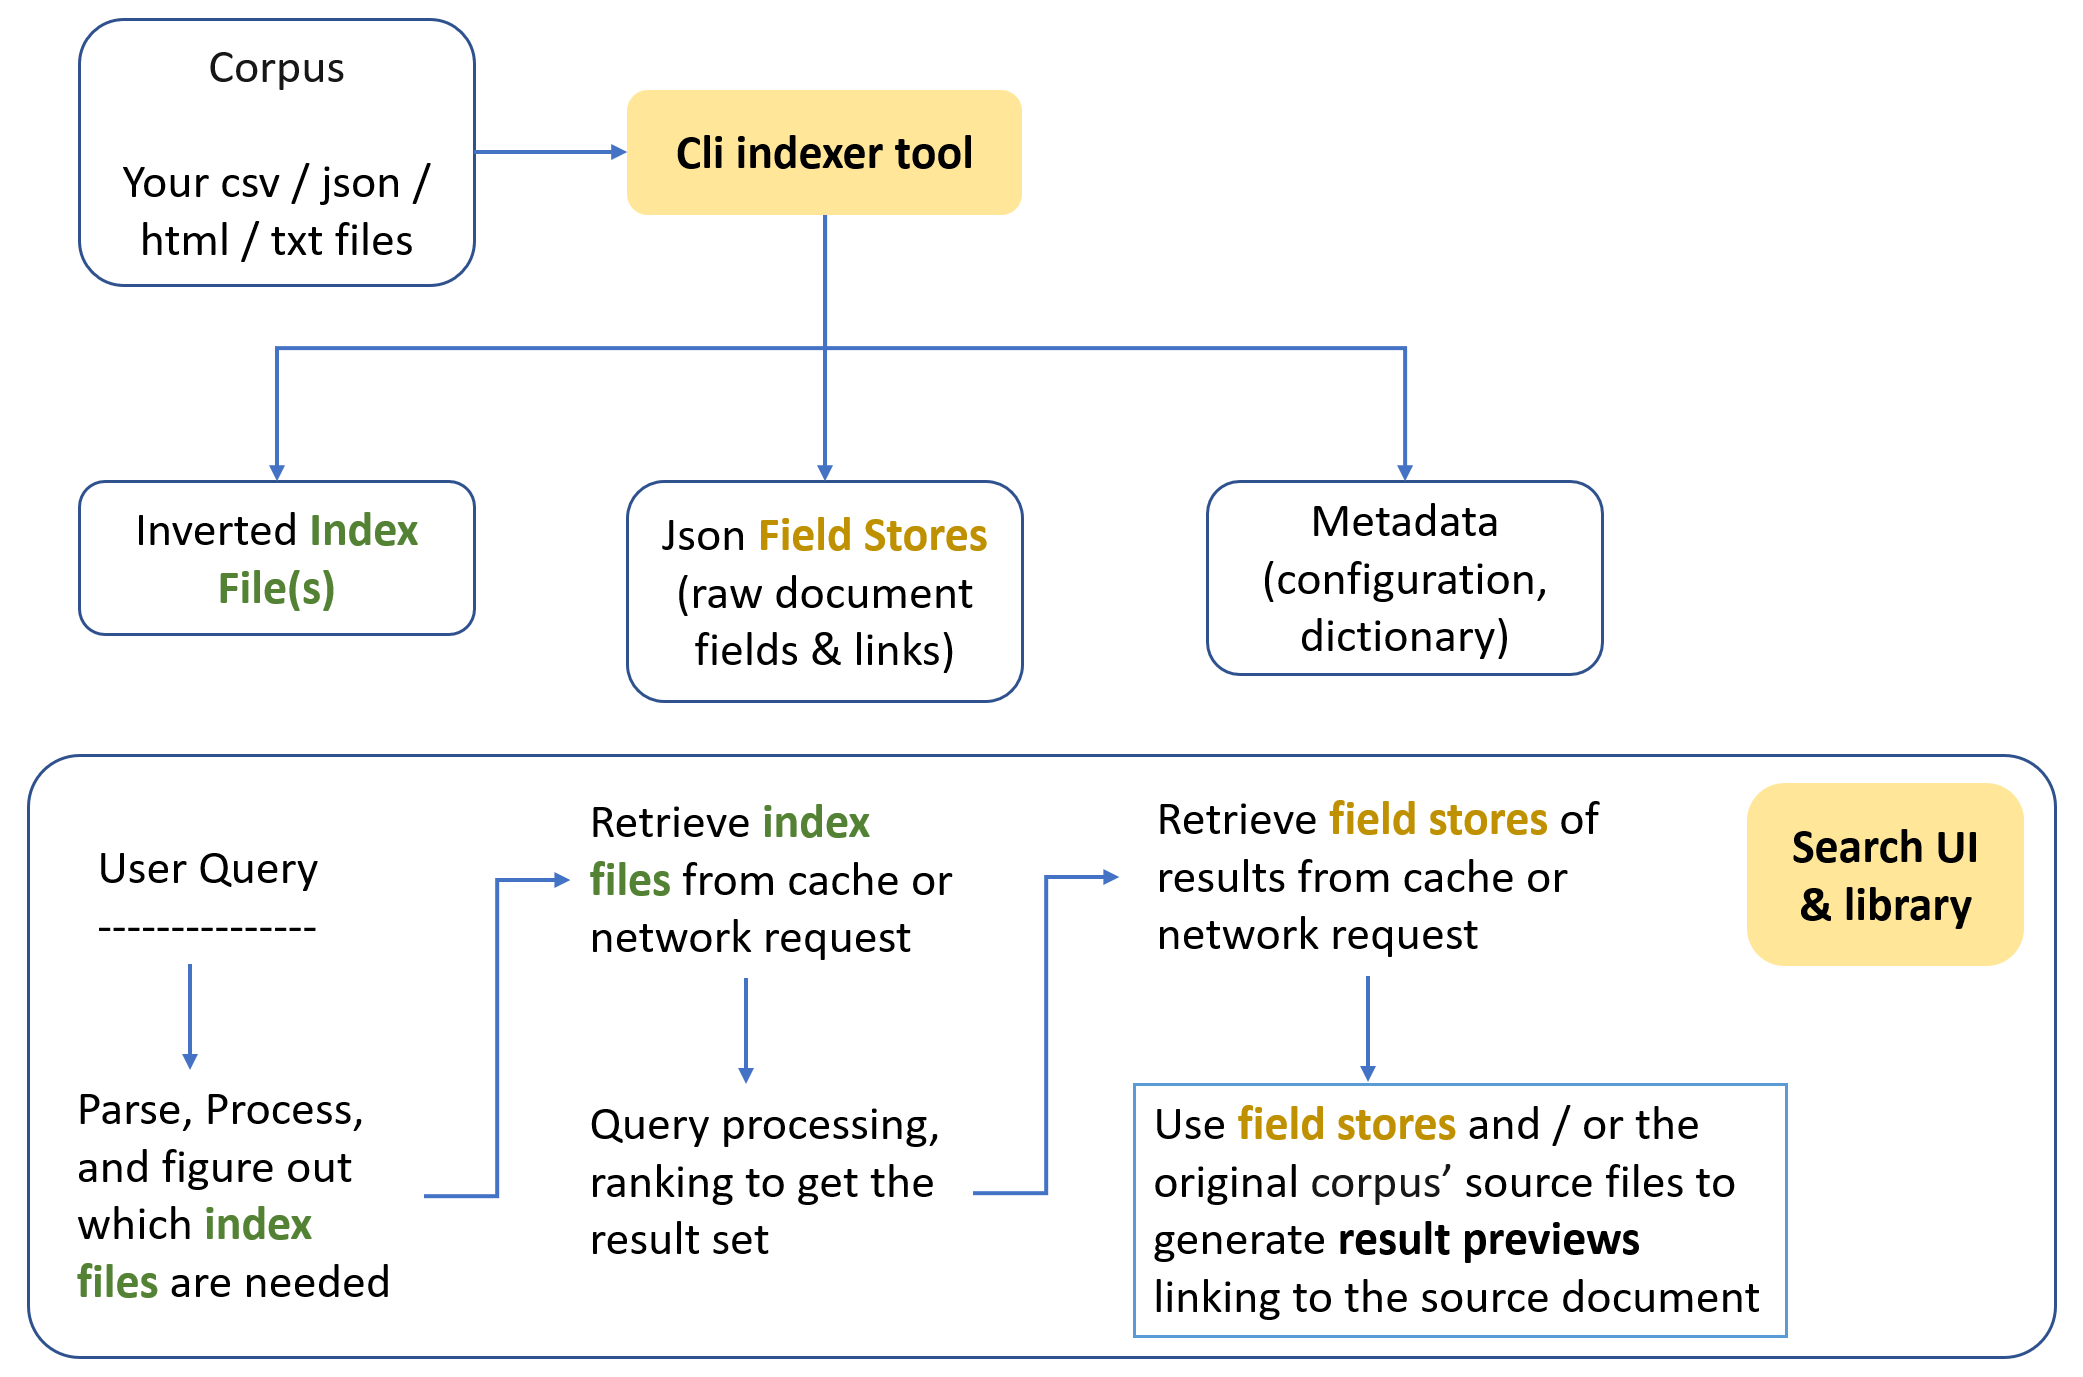 Corpus
Your csv / json /
html / txt files
Cli indexer tool
Inverted Index
File(s)
Json Field Stores
(raw document
fields & links)
Metadata
(configuration,
dictionary)
User Query
---------------
Parse, Process,
and figure out
which index
files are needed
Retrieve index
files from cache or
network request
Query processing,
ranking to get the
result set
Retrieve field stores of
results from cache or
network request
Use field stores and / or the
original corpus’ source files to
generate result previews
linking to the source document
Search UI
& library